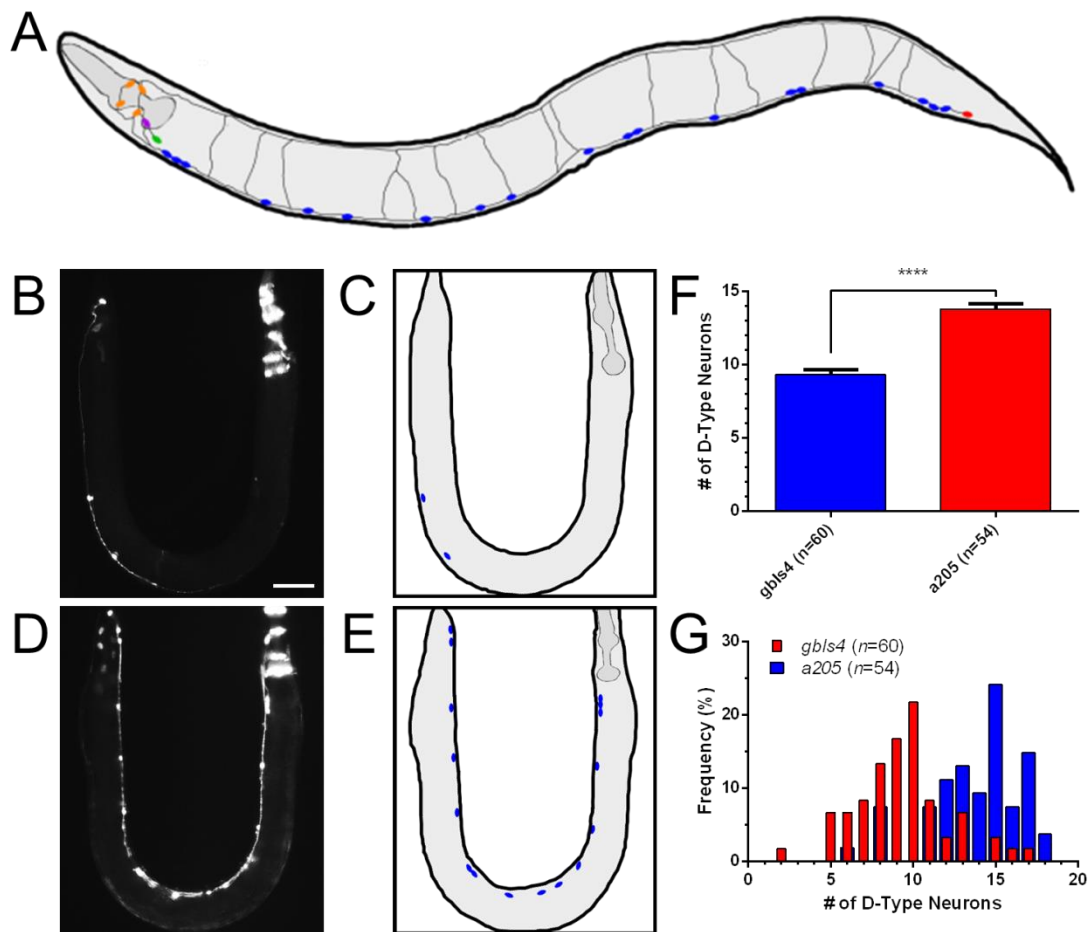 A
B
C
F
****
15
10
5
0
# of D-Type Neurons
gbIs4 (n=60)
a205 (n=54)
D
E
G
gbIs4 (n=60)
a205 (n=54)
30
20
10
0
Frequency (%)
5
10
15
20
# of D-Type Neurons